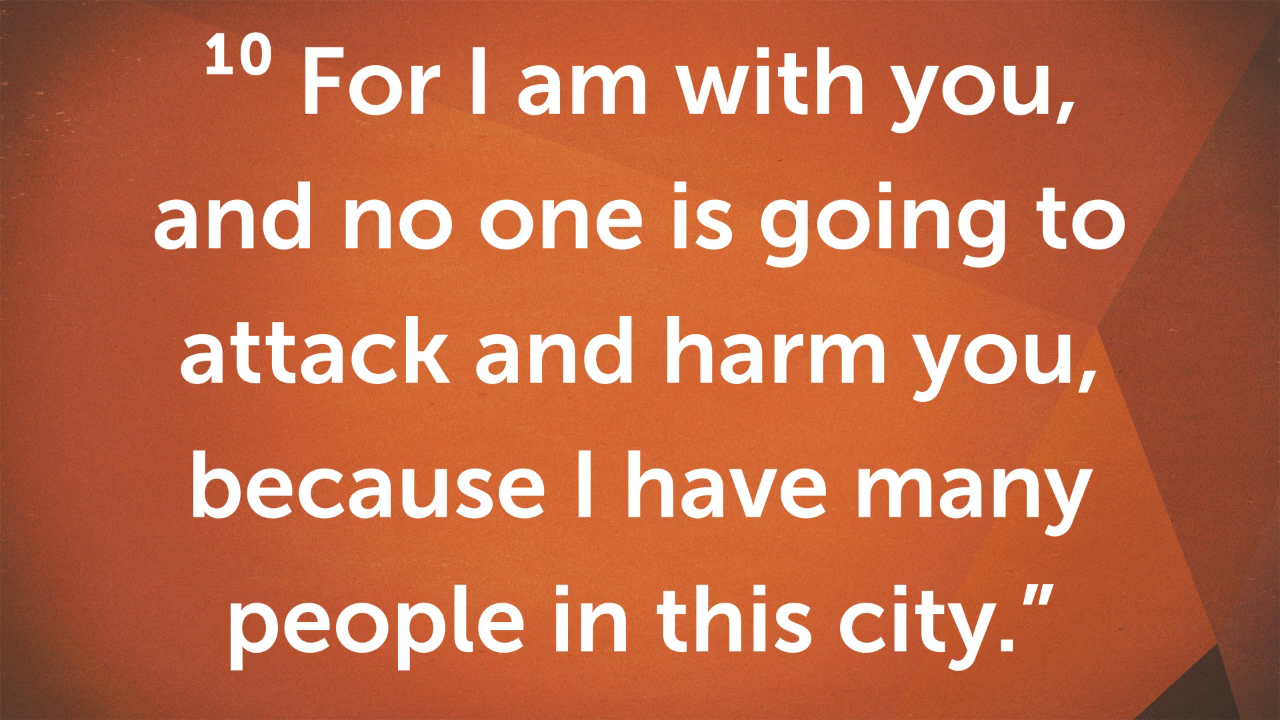 10 For I am with you,
and no one is going to
attack and harm you,
because I have many
people in this city.”